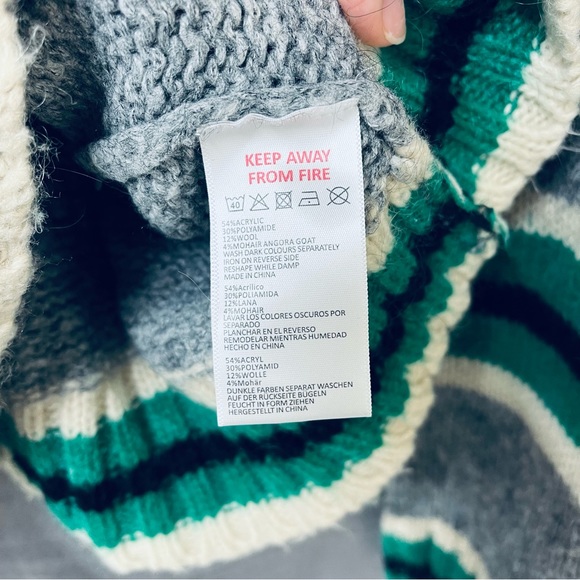 KEEP AWAY
FROM FIRE
40
54%ACRYLIC
30%POLYAMIDE
12%WOOL
4%MOHAIR ANGORA GOAT
WASH DARK COLOURS SEPARATELY
IRON ON REVERSE SIDE
RESHAPE WHILE DAMP
MADE IN CHINA
54%Acrílico
30%POLIAMIDA
12%LANA
4%MOHAIR
LAVAR LOS COLORES OSCUROS POR
SEPARADO
PLANCHAR EN EL REVERSO
REMODELAR MIENTRAS HUMEDAD
HECHO EN CHINA
54%ACRYL
30%POLYAMID
12%WOLLE
4%Mohär
DUNKLE FARBEN SEPARAT WASCHEN
AUF DER RÜCKSEITE BÜGELN
FEUCHT IN FORM ZIEHEN
HERGESTELLT IN CHINA